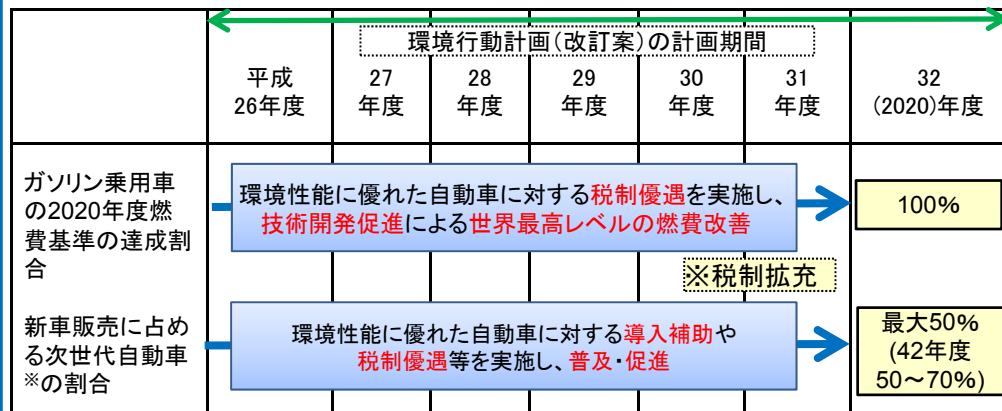 環境行動計画(改訂案)の計画期間
平成
26年度
27
年度
28
年度
29
年度
30
年度
31
年度
32
(2020)年度
ガソリン乗用車
の2020年度燃
費基準の達成割
合
環境性能に優れた自動車に対する税制優遇を実施し、
技術開発促進による世界最高レベルの燃費改善
100%
※税制拡充
新車販売に占め
る次世代自動車
※の割合
環境性能に優れた自動車に対する導入補助や
税制優遇等を実施し、普及・促進
最大50%
(42年度
50～70%)